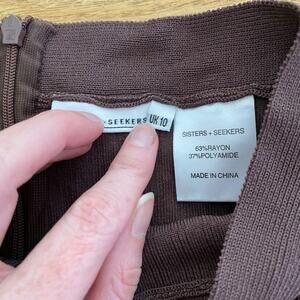 + SEEKERS
UK 10
SISTERS + SEEKERS
63%RAYON
37%POLYAMIDE
MADE IN CHINA